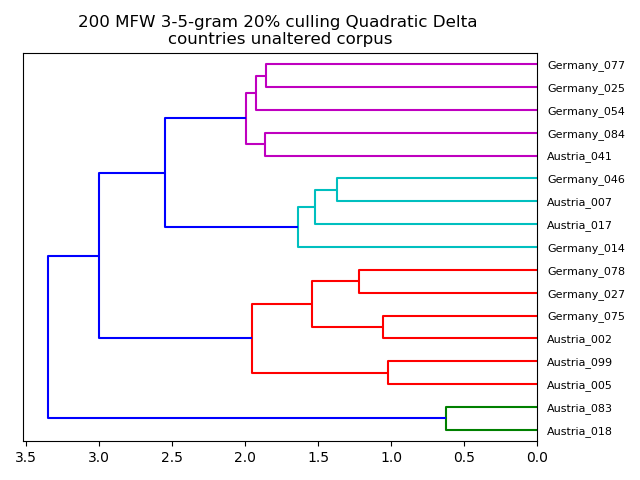 200 MFW 3-5-gram 20% culling Quadratic Delta
countries unaltered corpus
Germany_077
Germany_025
Germany_054
Germany_084
Austria_041
Germany_046
Austria_007
Austria_017
Germany_014
Germany_078
Germany_027
Germany_075
Austria_002
Austria_099
Austria_005
Austria_083
Austria_018
3.5 3.0 2.5 2.0 1.5 1.0 0.5 0.0